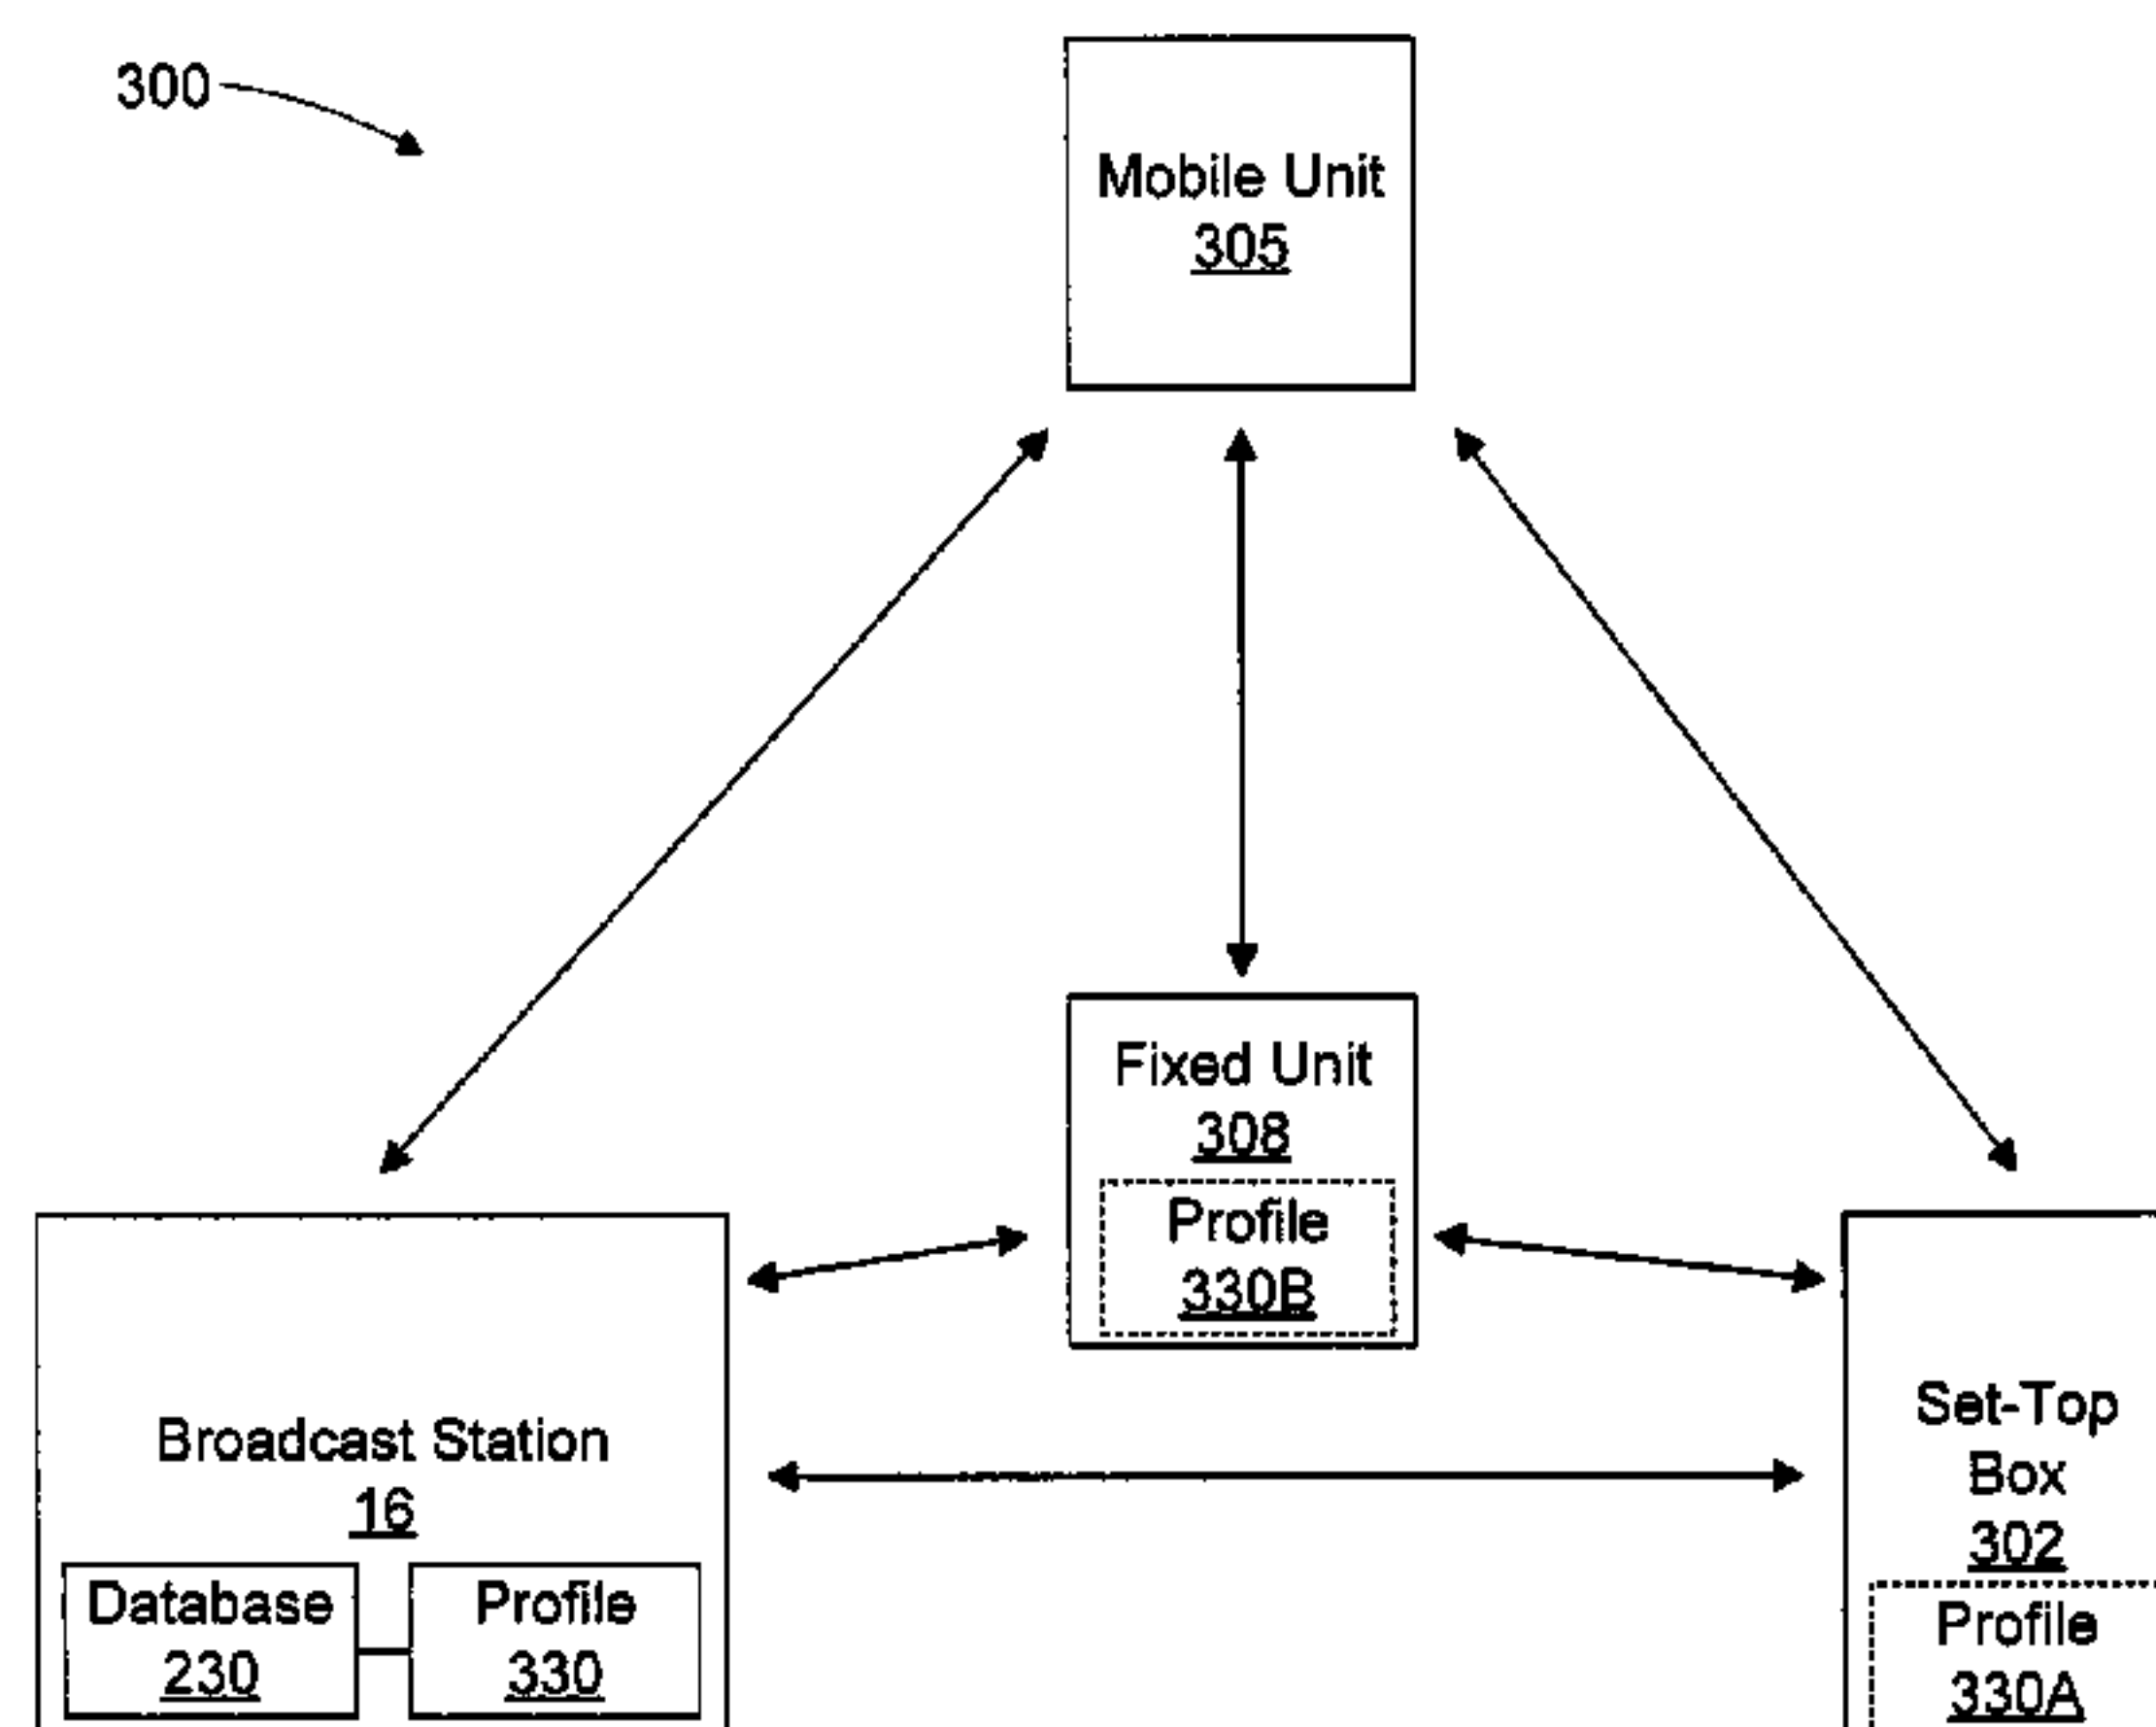 300
Mobile Unit
305
Fixed Unit
308
Profile
330B
Broadcast Station
16
Database
230
Profile
330
Set-Top
Box
302
Profile
330A